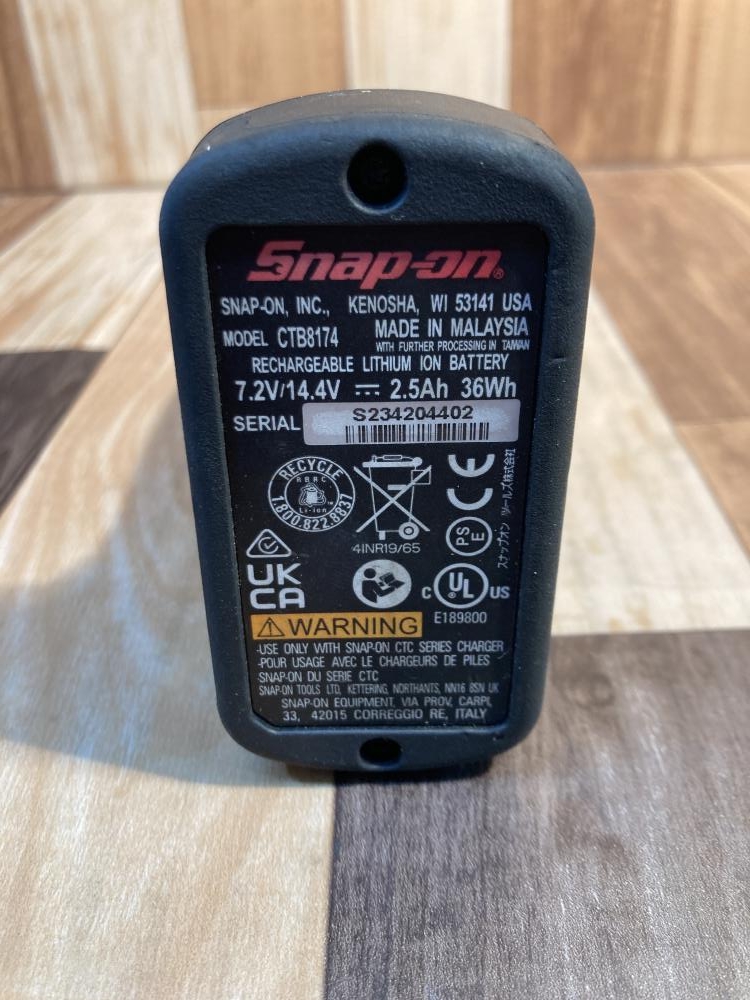 Snap-on®
SNAP-ON, INC., KENOSHA, WI 53141 USA
MODEL CTB8174 MADE IN MALAYSIA
WITH FURTHER PROCESSING IN TAIWAN
RECHARGEABLE LITHIUM ION BATTERY
7.2V/14.4V 2.5Ah 36Wh
SERIAL S234204402
RECYCLE
RBRC
Li-ion
1.800.822.8837
CE
スナップオン ツールズ株式会社
PS
E
4INR19/65
UK
CA
c UL® US
E189800
⚠ WARNING
-USE ONLY WITH SNAP-ON CTC SERIES CHARGER
-POUR USAGE AVEC LE CHARGEURS DE PILES
-SNAP-ON DU SERIE CTC
SNAP-ON TOOLS LTD, KETTERING, NORTHANTS, NN16 8SN UK
SNAP-ON EQUIPMENT, VIA PROV. CARPI,
33, 42015 CORREGGIO RE, ITALY